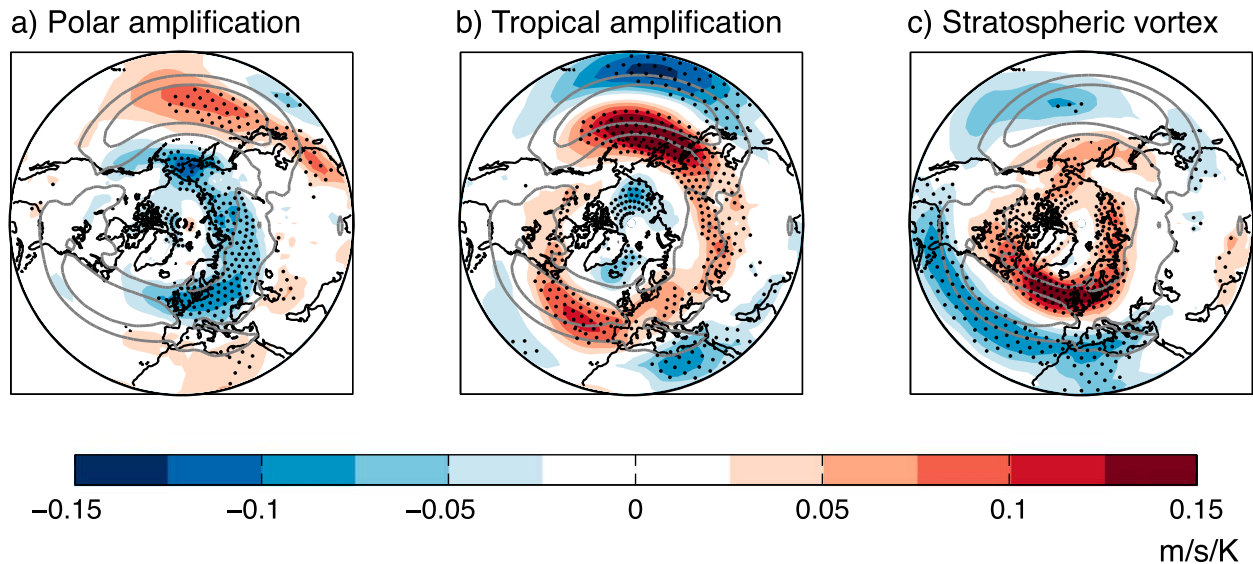 a) Polar amplification
b) Tropical amplification
c) Stratospheric vortex
−0.15 −0.1 −0.05 0 0.05 0.1 0.15
m/s/K